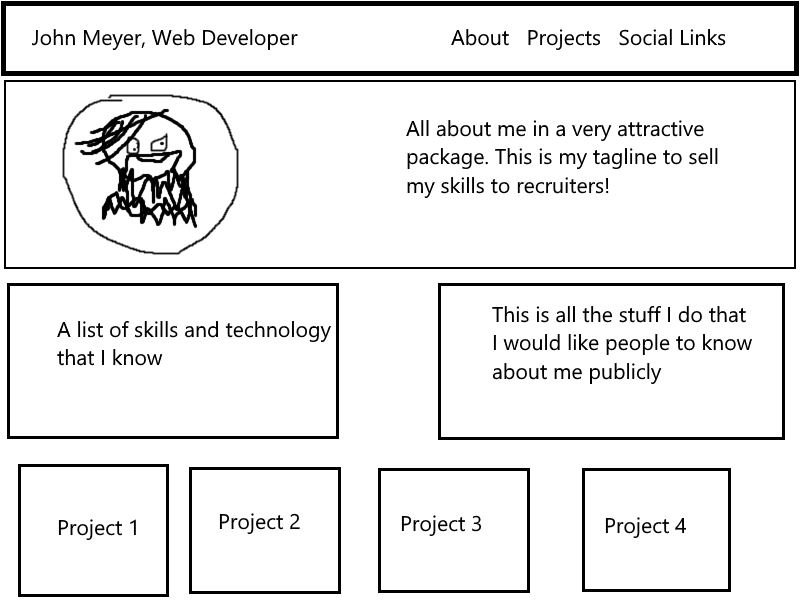 John Meyer, Web Developer
About Projects Social Links
All about me in a very attractive
package. This is my tagline to sell
my skills to recruiters!
A list of skills and technology
that I know
This is all the stuff I do that
I would like people to know
about me publicly
Project 1
Project 2
Project 3
Project 4